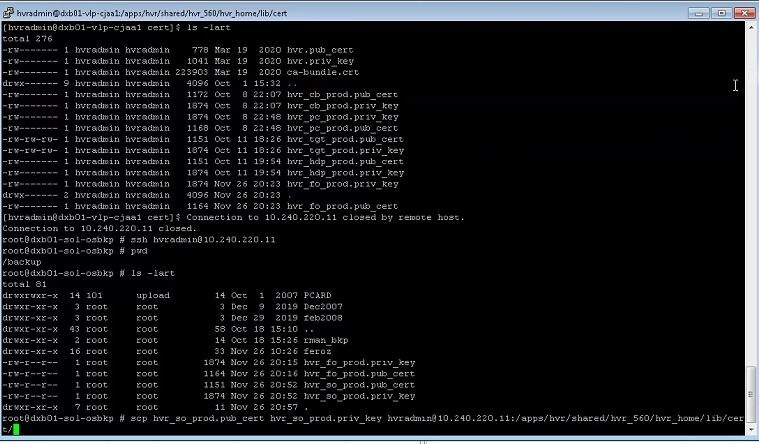 hvradmin@dxb01-vlp-cjaa1:/apps/hvr/shared/hvr_560/hvr_home/lib/cert
[hvradmin@dxb01-vlp-cjaa1 cert]$ ls -lart
total 276
-rw------- 1 hvradmin hvradmin 778 Mar 19 2020 hvr.pub_cert
-rw------- 1 hvradmin hvradmin 1041 Mar 19 2020 hvr.priv_key
-rw------- 1 hvradmin hvradmin 223903 Mar 19 2020 ca-bundle.crt
drwx------ 9 hvradmin hvradmin 4096 Oct 1 15:32 ..
-rw------- 1 hvradmin hvradmin 1172 Oct 8 22:07 hvr_cb_prod.pub_cert
-rw------- 1 hvradmin hvradmin 1874 Oct 8 22:07 hvr_cb_prod.priv_key
-rw------- 1 hvradmin hvradmin 1874 Oct 8 22:48 hvr_pc_prod.priv_key
-rw------- 1 hvradmin hvradmin 1168 Oct 8 22:48 hvr_pc_prod.pub_cert
-rw-rw-rw- 1 hvradmin hvradmin 1151 Oct 11 18:26 hvr_tgt_prod.pub_cert
-rw-rw-rw- 1 hvradmin hvradmin 1874 Oct 11 18:26 hvr_tgt_prod.priv_key
-rw------- 1 hvradmin hvradmin 1151 Oct 11 19:54 hvr_hdp_prod.pub_cert
-rw------- 1 hvradmin hvradmin 1874 Oct 11 19:54 hvr_hdp_prod.priv_key
-rw------- 1 hvradmin hvradmin 1874 Nov 26 20:23 hvr_fo_prod.priv_key
drwx------ 2 hvradmin hvradmin 4096 Nov 26 20:23 .
-rw------- 1 hvradmin hvradmin 1164 Nov 26 20:23 hvr_fo_prod.pub_cert
[hvradmin@dxb01-vlp-cjaa1 cert]$ Connection to 10.240.220.11 closed by remote host.
Connection to 10.240.220.11 closed.
root@dxb01-sol-osbkp # ssh hvradmin@10.240.220.11
root@dxb01-sol-osbkp # pwd
/backup
root@dxb01-sol-osbkp # ls -lart
total 81
drwxrwxr-x 14 101 upload 14 Oct 1 2007 PCARD
drwxr-xr-x 3 root root 3 Dec 9 2019 Dec2007
drwxr-xr-x 3 root root 3 Dec 29 2019 feb2008
drwxr-xr-x 43 root root 58 Oct 18 15:10 ..
drwxr-xr-x 2 root root 14 Oct 18 15:26 rman_bkp
drwxr-xr-x 16 root root 33 Nov 26 10:26 feroz
-rw-r--r-- 1 root root 1874 Nov 26 20:15 hvr_fo_prod.priv_key
-rw-r--r-- 1 root root 1164 Nov 26 20:16 hvr_fo_prod.pub_cert
-rw-r--r-- 1 root root 1151 Nov 26 20:52 hvr_so_prod.pub_cert
-rw-r--r-- 1 root root 1874 Nov 26 20:52 hvr_so_prod.priv_key
drwxr-xr-x 7 root root 11 Nov 26 20:57 .
root@dxb01-sol-osbkp # scp hvr_so_prod.pub_cert hvr_so_prod.priv_key hvradmin@10.240.220.11:/apps/hvr/shared/hvr_560/hvr_home/lib/cer
t/